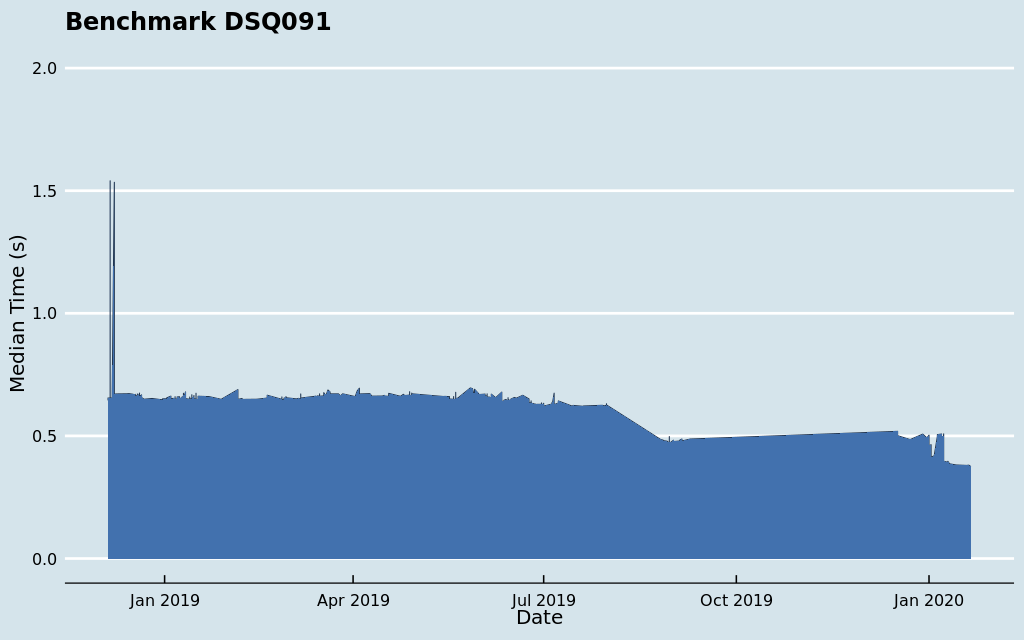 Benchmark DSQ091
2.0
1.5
1.0
0.5
0.0
Median Time (s)
Jan 2019
Apr 2019
Jul 2019
Oct 2019
Jan 2020
Date